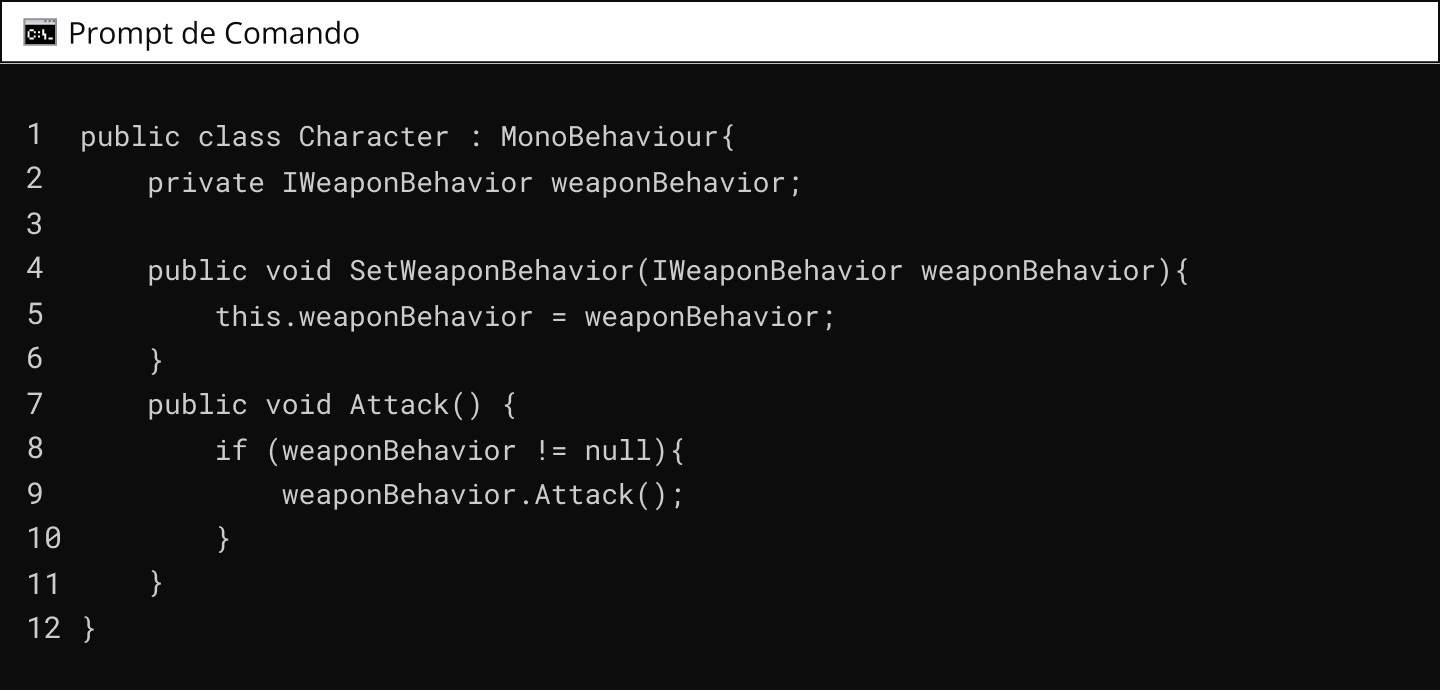 C:\.
Prompt de Comando
1 public class Character : MonoBehaviour{
2     private IWeaponBehavior weaponBehavior;
3
4     public void SetWeaponBehavior(IWeaponBehavior weaponBehavior){
5         this.weaponBehavior = weaponBehavior;
6     }
7     public void Attack() {
8         if (weaponBehavior != null){
9             weaponBehavior.Attack();
10         }
11     }
12 }